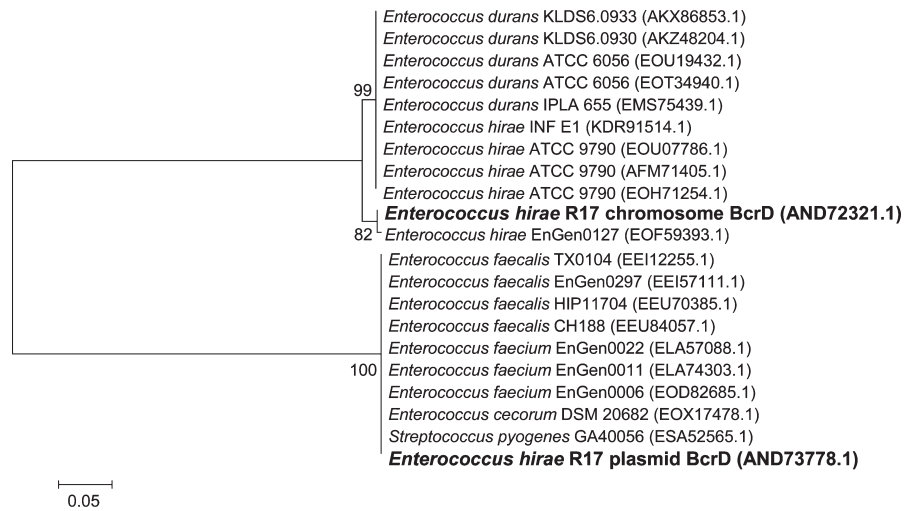 Enterococcus durans KLDS6.0933 (AKX86853.1)
Enterococcus durans KLDS6.0930 (AKZ48204.1)
Enterococcus durans ATCC 6056 (EOU19432.1)
Enterococcus durans ATCC 6056 (EOT34940.1)
99
Enterococcus durans IPLA 655 (EMS75439.1)
Enterococcus hirae INF E1 (KDR91514.1)
Enterococcus hirae ATCC 9790 (EOU07786.1)
Enterococcus hirae ATCC 9790 (AFM71405.1)
Enterococcus hirae ATCC 9790 (EOH71254.1)
Enterococcus hirae R17 chromosome BcrD (AND72321.1)
82 Enterococcus hirae EnGen0127 (EOF59393.1)
Enterococcus faecalis TX0104 (EEI12255.1)
Enterococcus faecalis EnGen0297 (EEI57111.1)
Enterococcus faecalis HIP11704 (EEU70385.1)
Enterococcus faecalis CH188 (EEU84057.1)
Enterococcus faecium EnGen0022 (ELA57088.1)
100 Enterococcus faecium EnGen0011 (ELA74303.1)
Enterococcus faecium EnGen0006 (EOD82685.1)
Enterococcus cecorum DSM 20682 (EOX17478.1)
Streptococcus pyogenes GA40056 (ESA52565.1)
Enterococcus hirae R17 plasmid BcrD (AND73778.1)
0.05